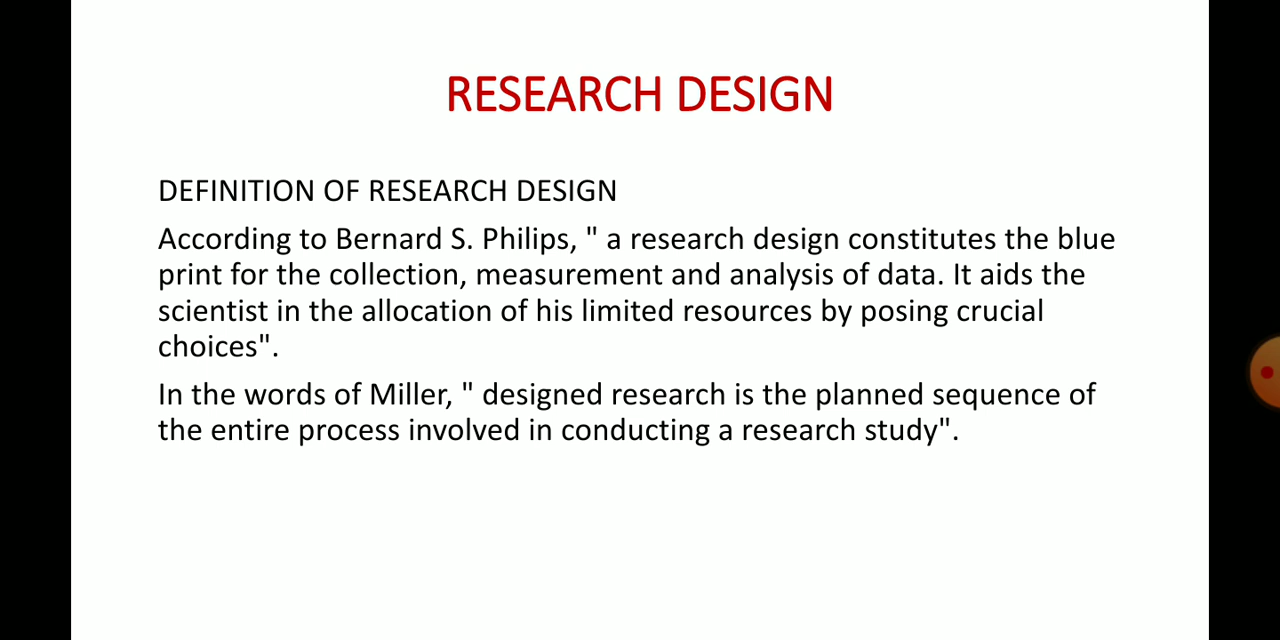 RESEARCH DESIGN
DEFINITION OF RESEARCH DESIGN
According to Bernard S. Philips, " a research design constitutes the blue
print for the collection, measurement and analysis of data. It aids the
scientist in the allocation of his limited resources by posing crucial
choices".
In the words of Miller, " designed research is the planned sequence of
the entire process involved in conducting a research study".